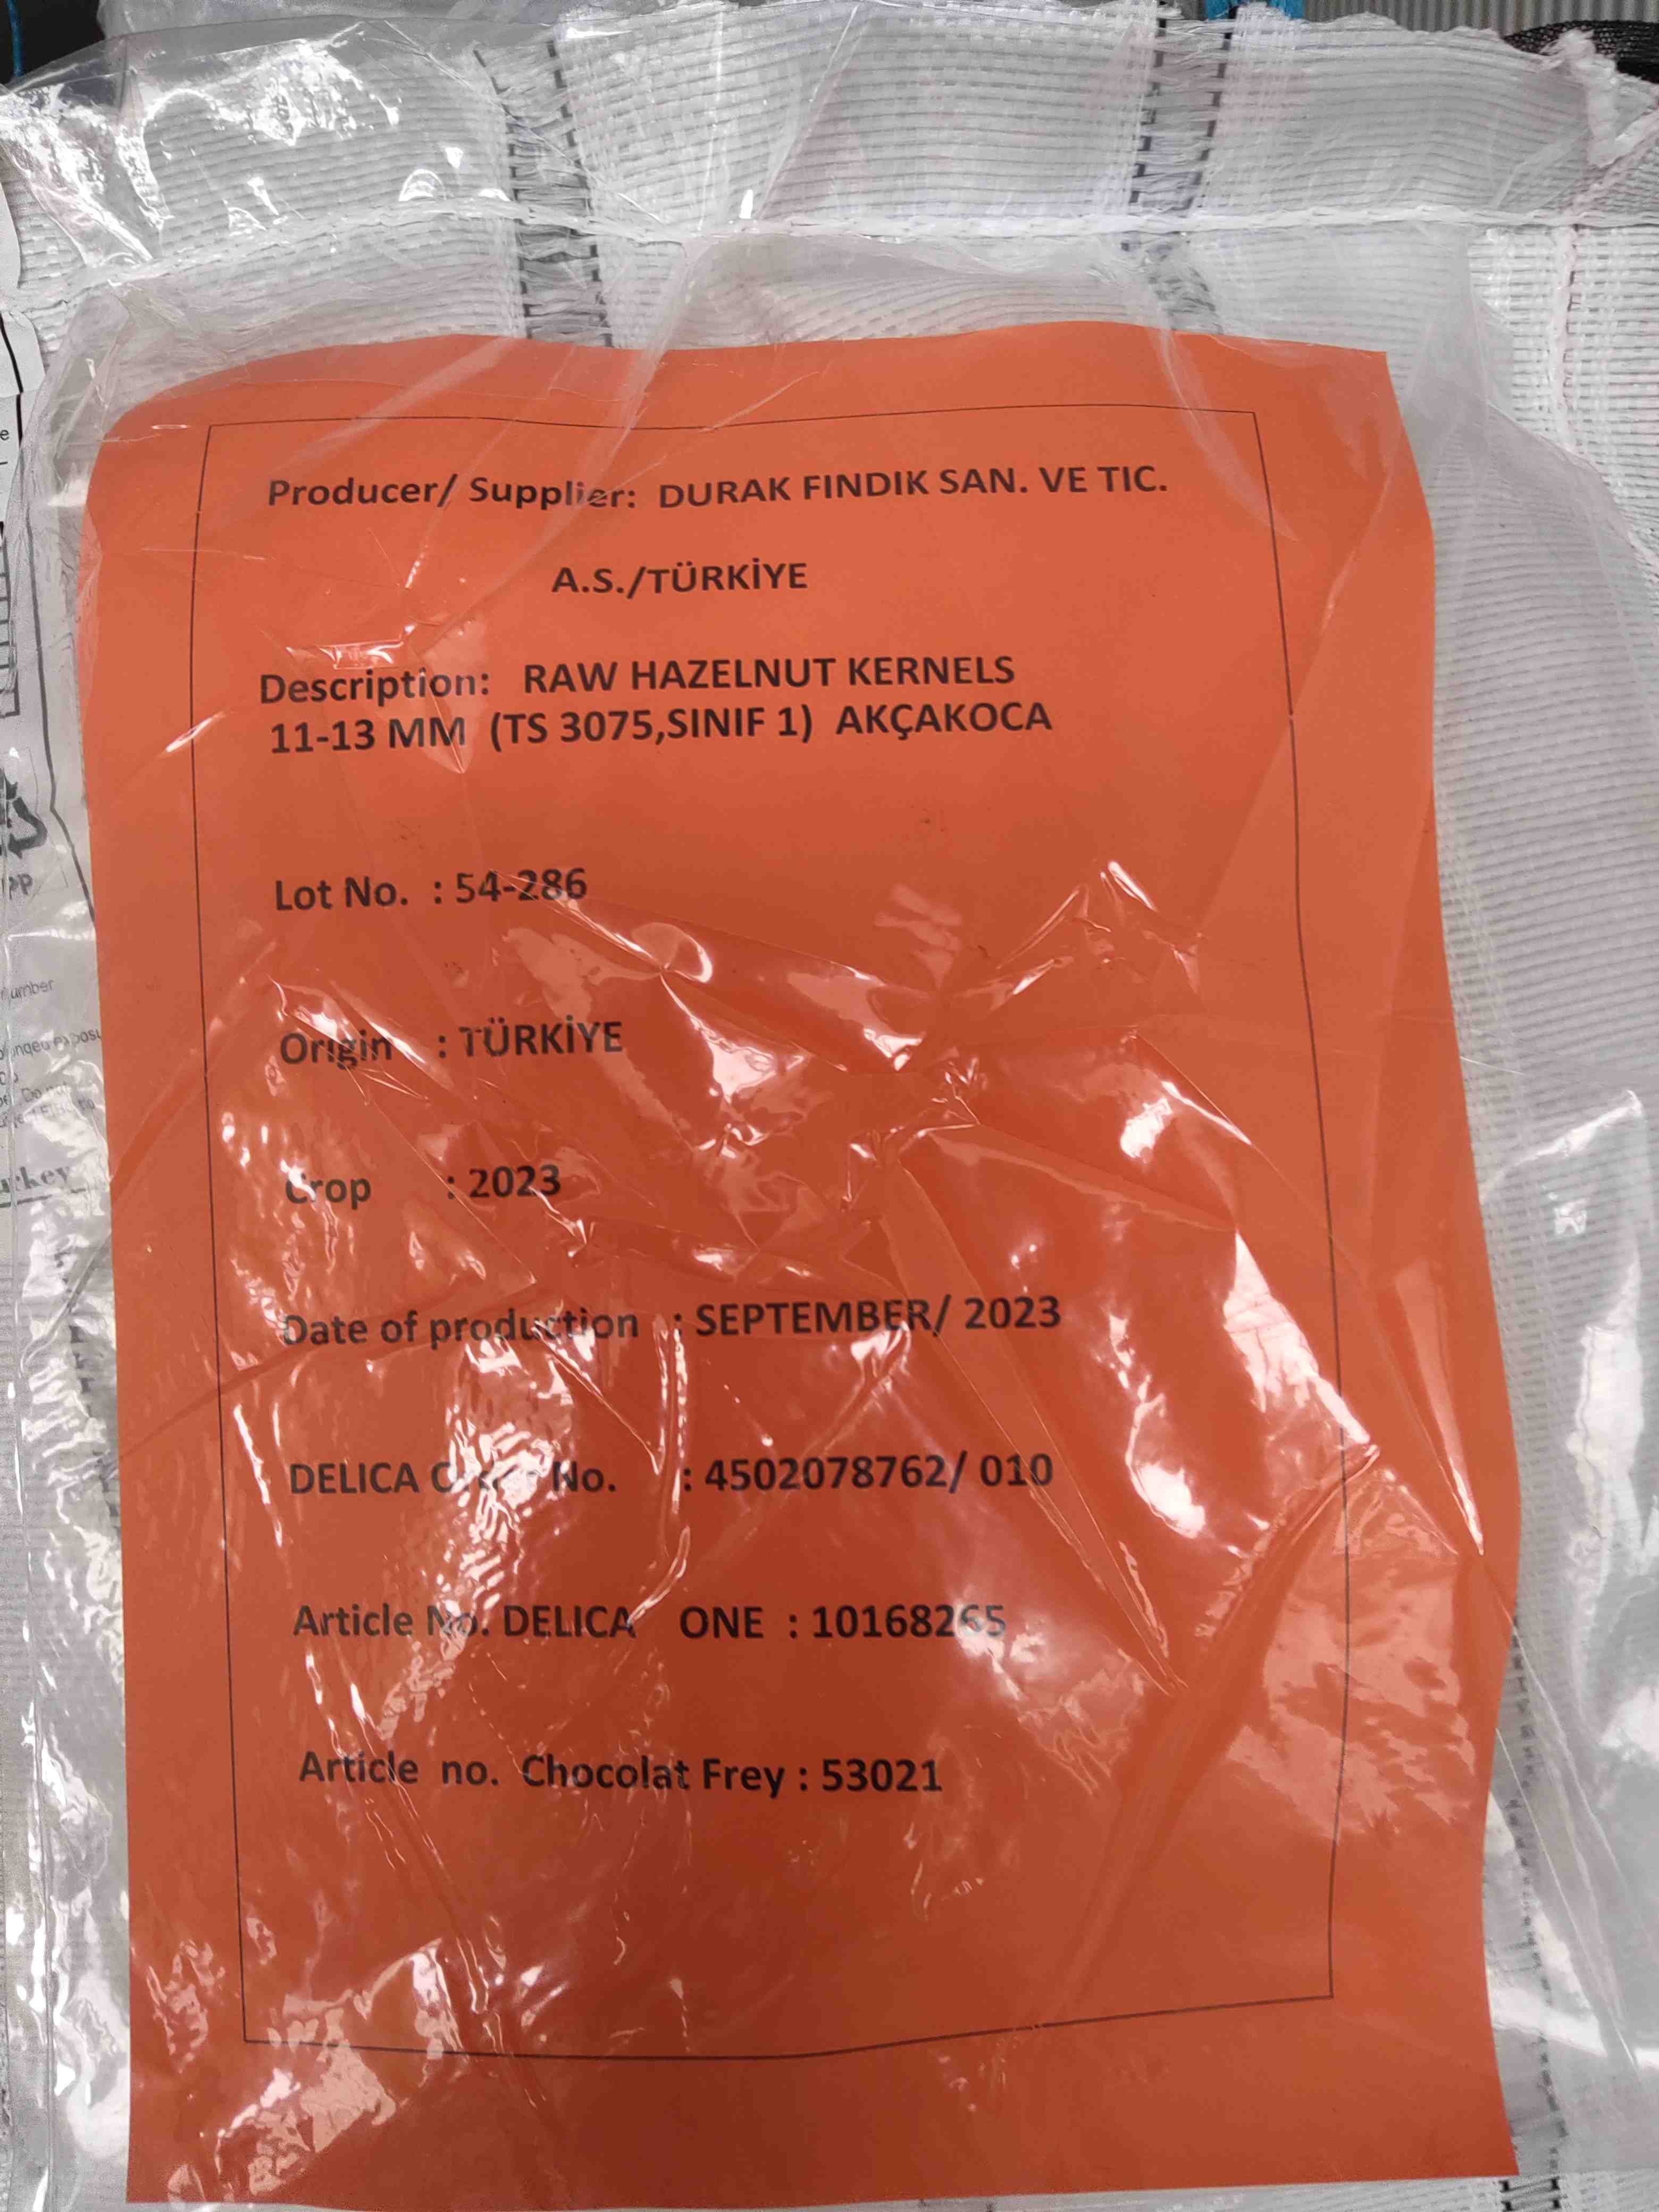 Producer/ Supplier: DURAK FINDIK SAN. VE TIC.
A.S./TÜRKİYE
Description: RAW HAZELNUT KERNELS
11-13 MM (TS 3075,SINIF 1) AKÇAKOCA
Lot No. : 54-286
Origin : TÜRKİYE
Crop : 2023
Date of production : SEPTEMBER/ 2023
DELICA No. : 4502078762/ 010
Article No. DELICA ONE : 10168265
Article no. Chocolat Frey : 53021